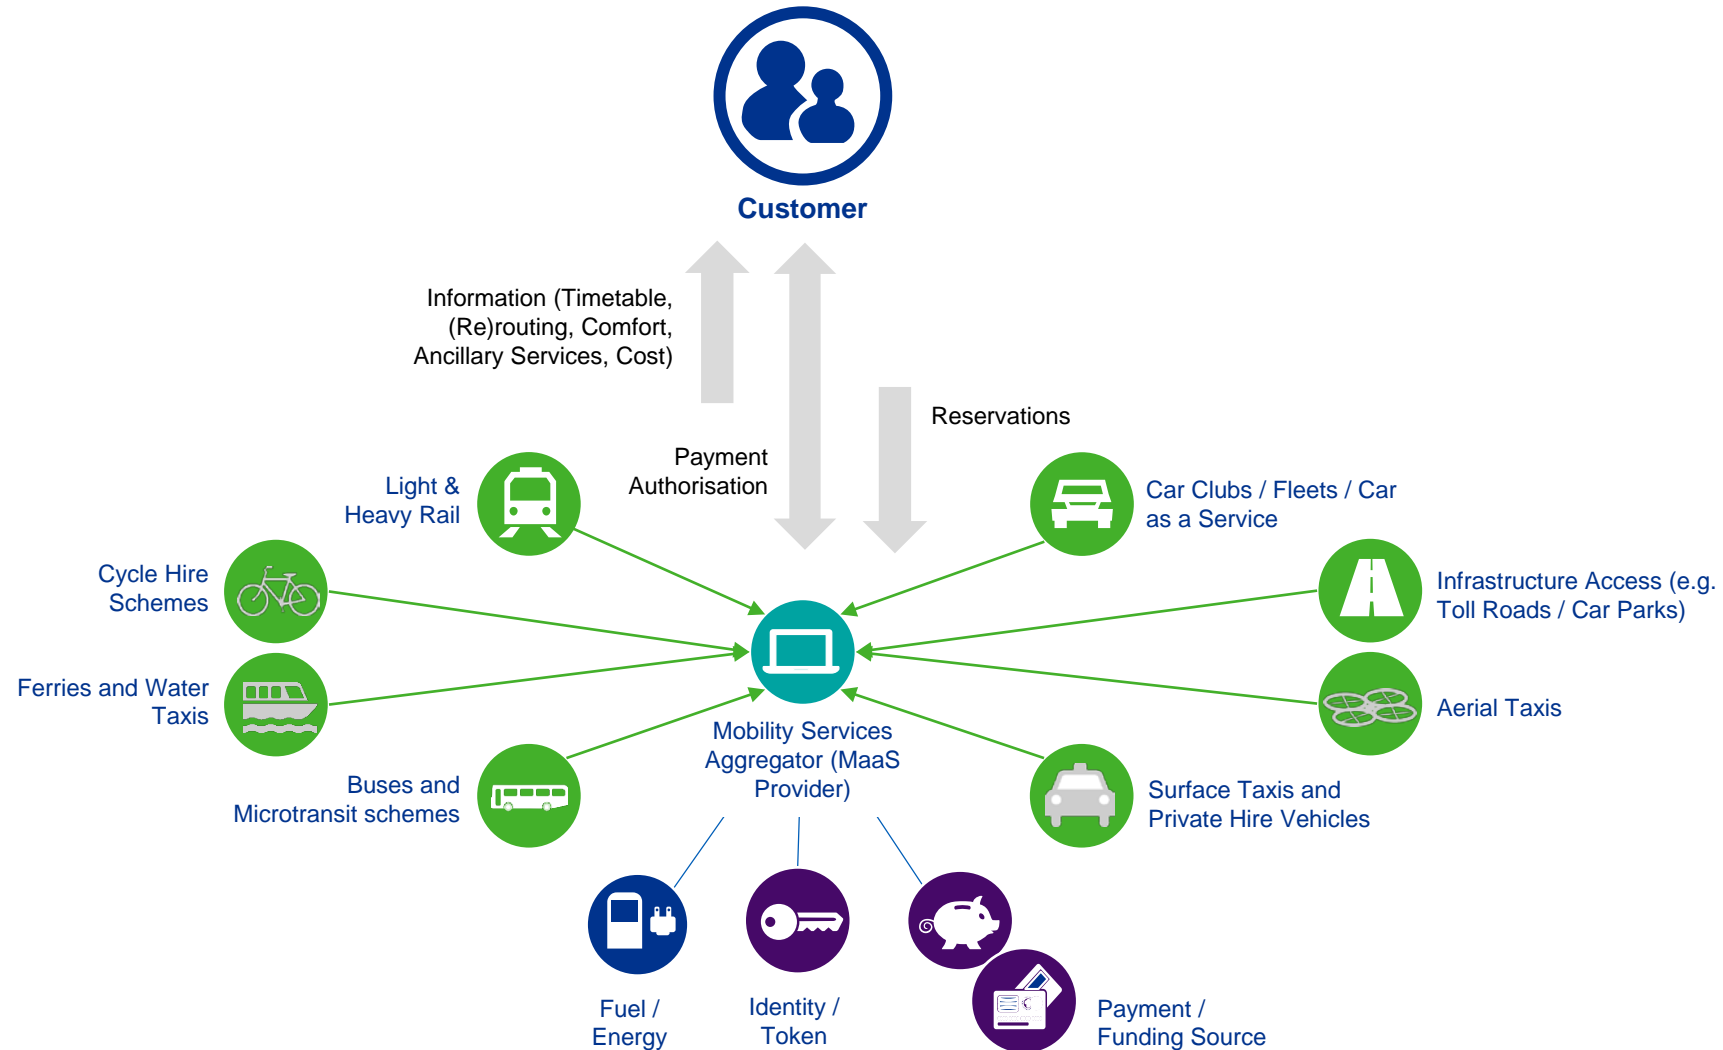 Customer
Information (Timetable,
(Re)routing, Comfort,
Ancillary Services, Cost)
Reservations
Payment
Authorisation
Light &
Heavy Rail
Car Clubs / Fleets / Car
as a Service
Cycle Hire
Schemes
Infrastructure Access (e.g.
Toll Roads / Car Parks)
Ferries and Water
Taxis
Aerial Taxis
Mobility Services
Aggregator (MaaS
Provider)
Buses and
Microtransit schemes
Surface Taxis and
Private Hire Vehicles
Fuel /
Energy
Identity /
Token
Payment /
Funding Source